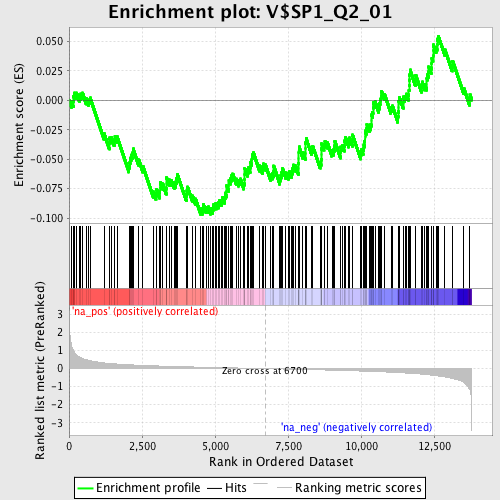 Enrichment plot: V$SP1_Q2_01
Enrichment score (ES)
0.050
0.025
0.000
-0.025
-0.050
-0.075
-0.100
na_pos' (positively correlated)
Ranked list metric (PreRanked)
3
2
1
0
-1
-2
-3
Zero cross at 6700
'na_neg' (negatively correlated)
0
2,500
5,000
7,500
10,000
12,500
Rank in Ordered Dataset
Enrichment profile
Hits
Ranking metric scores